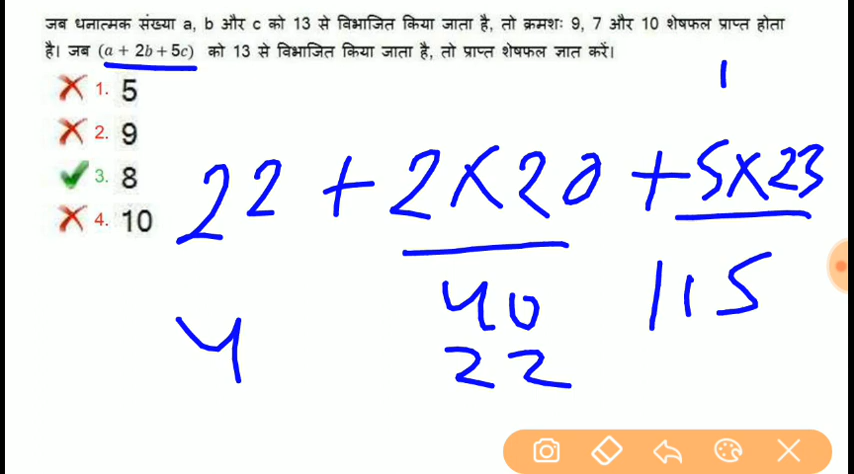 जब धनात्मक संख्या a, b और c को 13 से विभाजित किया जाता है, तो क्रमशः 9, 7 और 10 शेषफल प्राप्त होता
है। जब (a + 2b + 5c) को 13 से विभाजित किया जाता है, तो प्राप्त शेषफल ज्ञात करें।
1. 5
2. 9
3. 8
4. 10
1
22 + 2×20 + 5×23
40 115
4 22